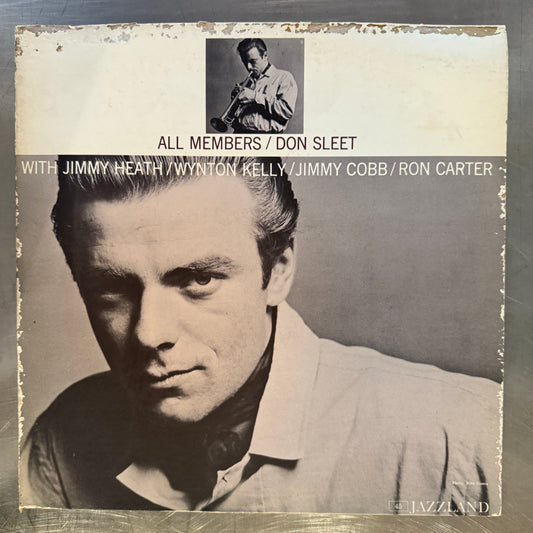 ALL MEMBERS / DON SLEET
WITH JIMMY HEATH / WYNTON KELLY / JIMMY COBB / RON CARTER
JAZZLAND